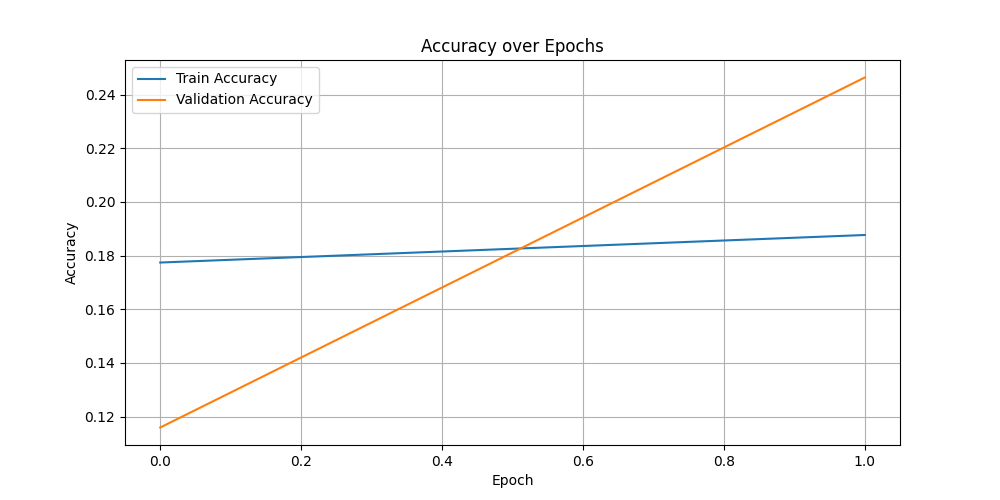 Accuracy over Epochs
Train Accuracy
Validation Accuracy
Accuracy
0.24
0.22
0.20
0.18
0.16
0.14
0.12
0.0 0.2 0.4 0.6 0.8 1.0
Epoch